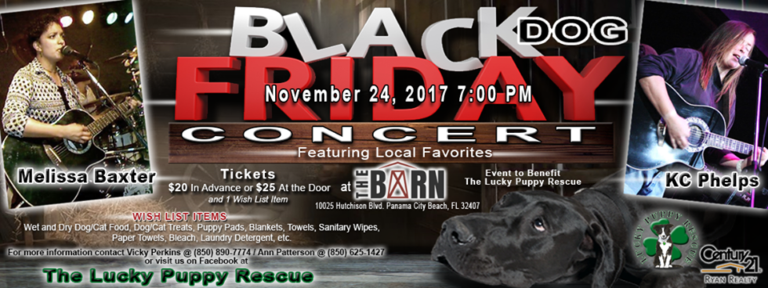 BLACK DOG
FRIDAY
November 24, 2017 7:00 PM
CONCERT
Featuring Local Favorites
Melissa Baxter
KC Phelps
Tickets
$20 In Advance or $25 At the Door
and 1 Wish List Item
at
THE BARN
10025 Hutchison Blvd. Panama City Beach, FL 32407
Event to Benefit
The Lucky Puppy Rescue
WISH LIST ITEMS
Wet and Dry Dog/Cat Food, Dog/Cat Treats, Puppy Pads, Blankets, Towels, Sanitary Wipes,
Paper Towels, Bleach, Laundry Detergent, etc.
For more information contact Vicky Perkins @ (850) 890-7774 / Ann Patterson @ (850) 625-1427
or visit us on Facebook at
The Lucky Puppy Rescue
LUCKY PUPPY RESCUE
Century 21
RYAN REALTY